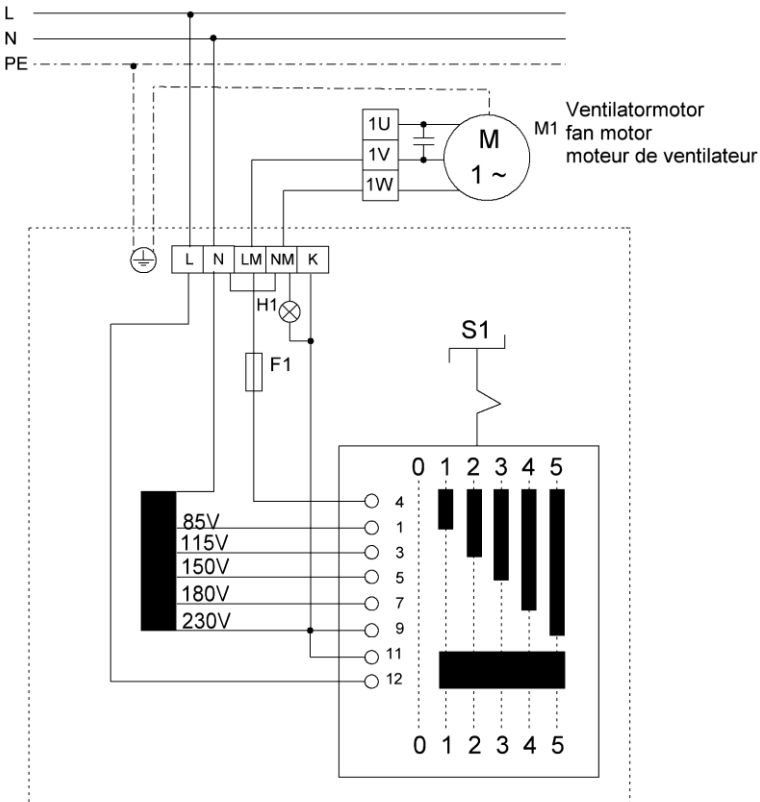 L
N
PE
1U
1V
1W
M
1 ~
M1
Ventilatormotor
fan motor
moteur de ventilateur
L N LM NM K
H1
F1
S1
0 1 2 3 4 5
4
1
3
5
7
9
11
12
85V
115V
150V
180V
230V
0 1 2 3 4 5